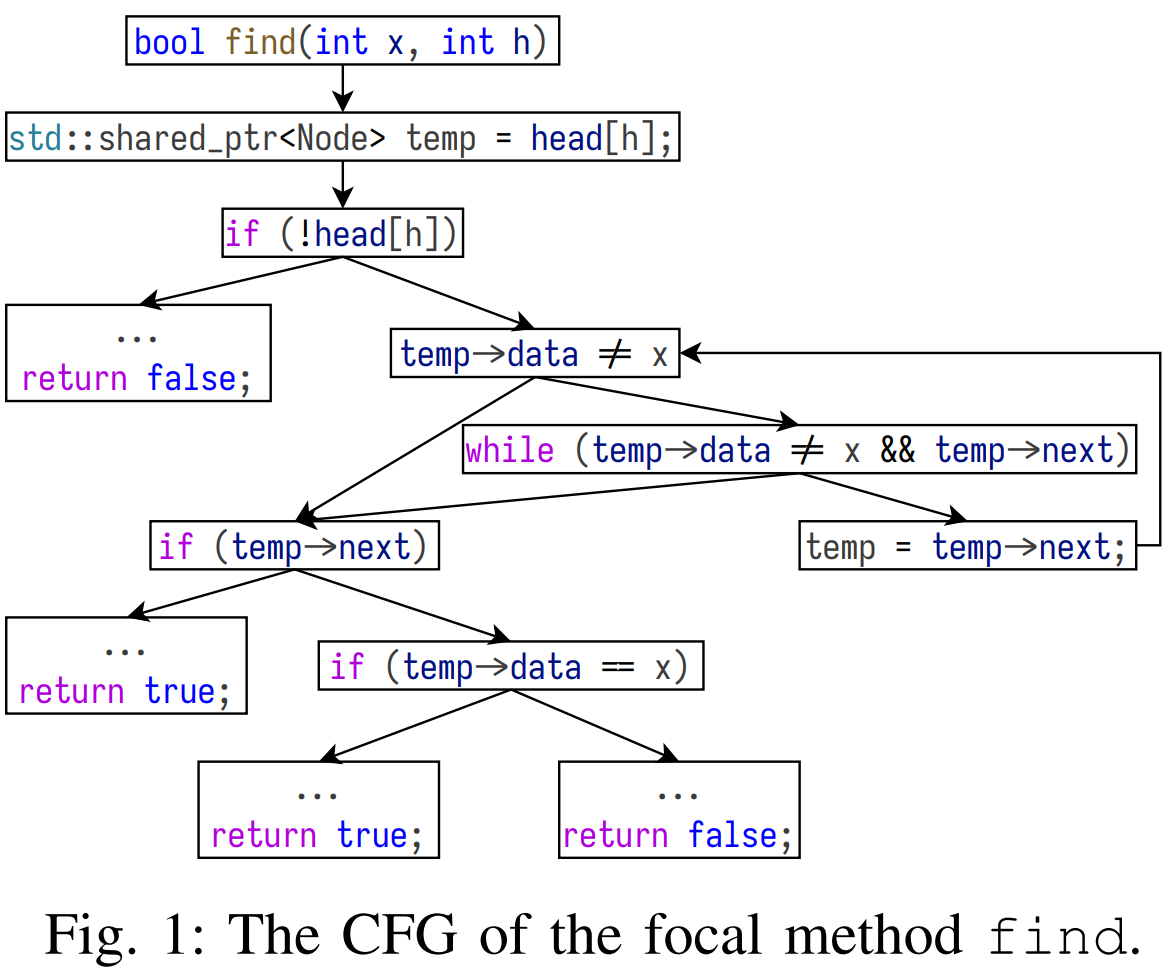 bool find(int x, int h)
std::shared_ptr<Node> temp = head[h];
if (!head[h])
...
return false;
temp->data != x
while (temp->data != x && temp->next)
if (temp->next)
temp = temp->next;
...
return true;
if (temp->data == x)
...
return true;
...
return false;
Fig. 1: The CFG of the focal method find.